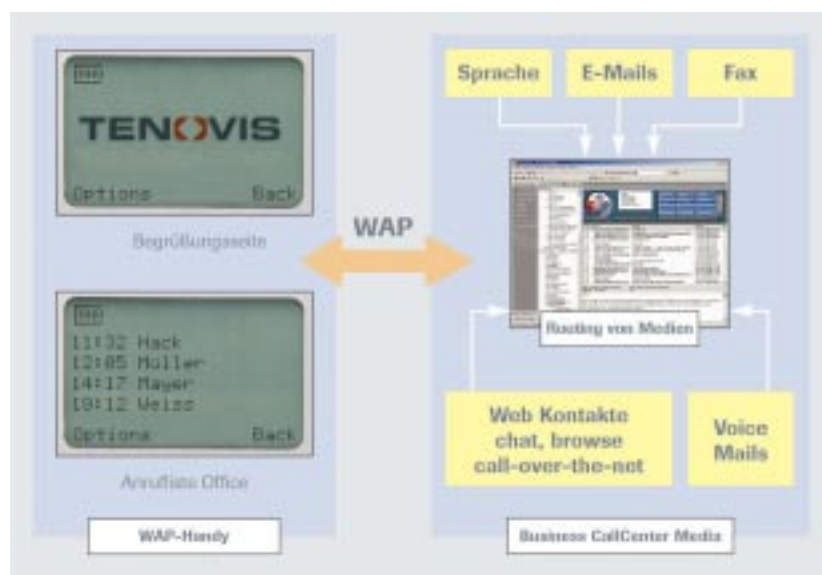 TENOVIS
Options Back
Begrüßungsseite
11:32 Hack
12:05 Müller
14:17 Mayer
19:12 Weiss
Options Back
Anrufliste Office
WAP-Handy
WAP
Sprache
E-Mails
Fax
Routing von Medien
Web Kontakte
chat, browse
call-over-the-net
Voice
Mails
Business CallCenter Media